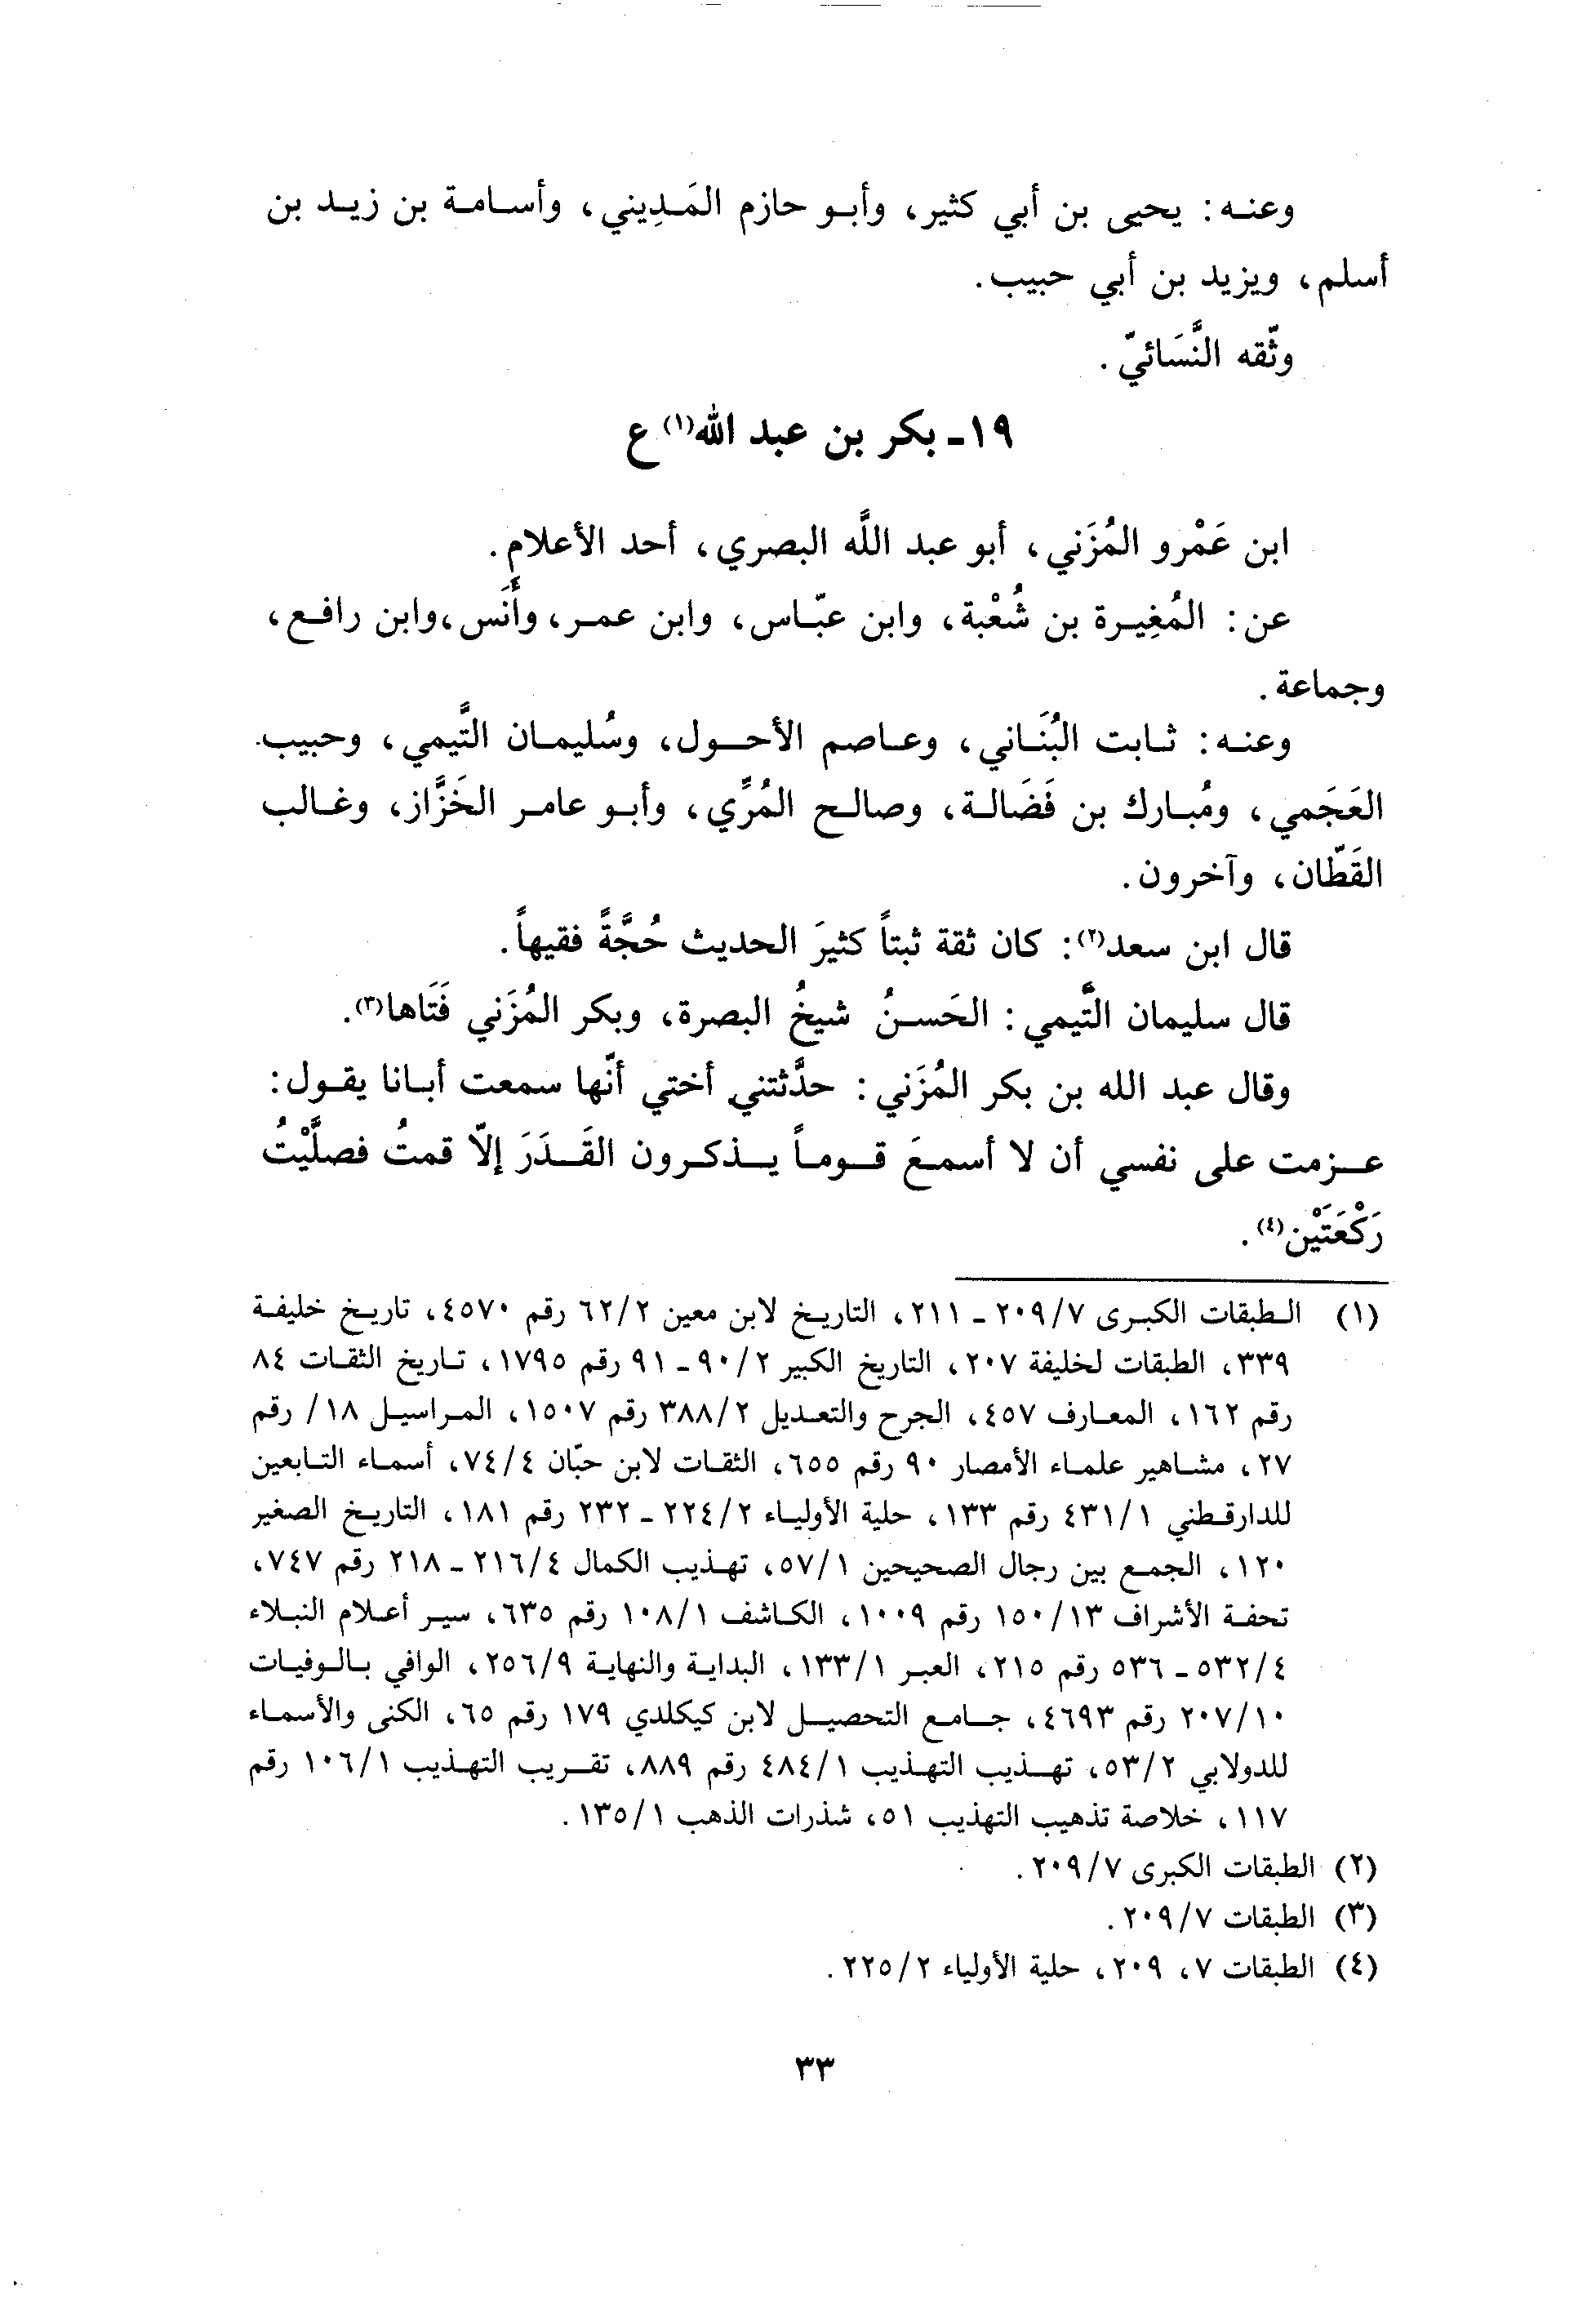 وعنه: يحيى بن أبي كثير، وأبو حازم المَدِيني، وأسامة بن زيد بن
أسلم، ويزيد بن أبي حبيب.
وثّقه النَّسَائيّ.
١٩ـ بكر بن عبد الله(١) ع
ابن عَمْرو المُزَني، أبو عبد اللَّه البصري، أحد الأعلام.
عن: المُغِيرة بن شُعْبة، وابن عبّاس، وابن عمر، وأَنَس، وابن رافع،
وجماعة.
وعنه: ثابت البُنَاني، وعاصم الأحول، وسُليمان التَّيمي، وحبيب
العَجَمي، ومُبارك بن فَضَالة، وصالح المُرِّي، وأبو عامر الخَزَّاز، وغالب
القَطّان، وآخرون.
قال ابن سعد(٢): كان ثقة ثبتاً كثيرَ الحديث حُجَّةً فقيهاً.
قال سليمان التَّيمي: الحَسنُ شيخُ البصرة، وبكر المُزَني فَتَاها(٣).
وقال عبد الله بن بكر المُزَني: حدَّثتني أختي أنّها سمعت أبانا يقول:
عزمت على نفسي أن لا أسمعَ قوماً يذكرون القَدَرَ إلّا قمتُ فصلَّيْتُ
رَكْعَتَيْن(٤).
(١) الطبقات الكبرى ٢٠٩/٧ ـ ٢١١، التاريخ لابن معين ٦٢/٢ رقم ٤٥٧٠، تاريخ خليفة
٣٣٩، الطبقات لخليفة ٢٠٧، التاريخ الكبير ٩٠/٢ ـ ٩١ رقم ١٧٩٥، تاريخ الثقات ٨٤
رقم ١٦٢، المعارف ٤٥٧، الجرح والتعديل ٣٨٨/٢ رقم ١٥٠٧، المراسيل ١٨/ رقم
٢٧، مشاهير علماء الأمصار ٩٠ رقم ٦٥٥، الثقات لابن حبّان ٧٤/٤، أسماء التابعين
للدارقطني ٤٣١/١ رقم ١٣٣، حلية الأولياء ٢٢٤/٢ ـ ٢٣٢ رقم ١٨١، التاريخ الصغير
١٢٠، الجمع بين رجال الصحيحين ٥٧/١، تهذيب الكمال ٢١٦/٤ ـ ٢١٨ رقم ٧٤٧،
تحفة الأشراف ١٥٠/١٣ رقم ١٠٠٩، الكاشف ١٠٨/١ رقم ٦٣٥، سير أعلام النبلاء
٥٣٢/٤ ـ ٥٣٦ رقم ٢١٥، العبر ١٣٣/١، البداية والنهاية ٢٥٦/٩، الوافي بالوفيات
٢٠٧/١٠ رقم ٤٦٩٣، جامع التحصيل لابن كيكلدي ١٧٩ رقم ٦٥، الكنى والأسماء
للدولابي ٥٣/٢، تهذيب التهذيب ٤٨٤/١ رقم ٨٨٩، تقريب التهذيب ١٠٦/١ رقم
١١٧، خلاصة تذهيب التهذيب ٥١، شذرات الذهب ١٣٥/١.
(٢) الطبقات الكبرى ٢٠٩/٧.
(٣) الطبقات ٢٠٩/٧.
(٤) الطبقات ٧، ٢٠٩، حلية الأولياء ٢٢٥/٢.
٣٣